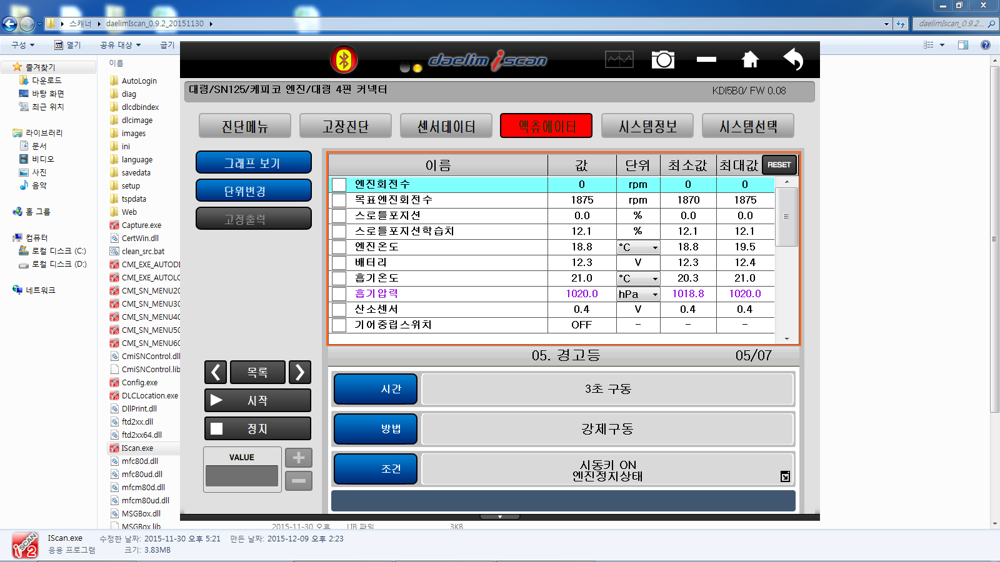 스캐너 ▸ daelimIscan_0.9.2_20151130 ▸
daelimIscan_0.9.2...
구성 열기 공유 대상 굽기
즐겨찾기
다운로드
바탕 화면
최근 위치
라이브러리
문서
비디오
사진
음악
홈 그룹
컴퓨터
로컬 디스크 (C:)
로컬 디스크 (D:)
네트워크
이름
AutoLogin
diag
dlcdbindex
dlcimage
images
ini
language
savedata
setup
tspdata
Web
Capture.exe
CertWin.dll
clean_src.bat
CMI_EXE_AUTODI
CMI_EXE_AUTOLC
CMI_SN_MENU20
CMI_SN_MENU30
CMI_SN_MENU40
CMI_SN_MENU50
CMI_SN_MENU60
CmiSNControl.dll
CmiSNControl.lib
Config.exe
DLCLocation.exe
DllPrint.dll
ftd2xx.dll
ftd2xx64.dll
IScan.exe
mfc80d.dll
mfc80ud.dll
mfcm80d.dll
mfcm80ud.dll
MSGBox.dll
MSGBox.lib 2015-11-30 오후 LIB 파일 3KB
daelim iscan
대림/SN125/케피코 엔진/대림 4핀 커넥터 KDI5B0/ FW 0.08
진단메뉴 고장진단 센서데이터 액츄에이터 시스템정보 시스템선택
그래프 보기
단위변경
고정출력
이름 값 단위 최소값 최대값 RESET
엔진회전수 0 rpm 0 0
목표엔진회전수 1875 rpm 1870 1875
스로틀포지션 0.0 % 0.0 0.0
스로틀포지션학습치 12.1 % 12.1 12.1
엔진온도 18.8 °C 18.8 19.5
배터리 12.3 V 12.3 12.4
흡기온도 21.0 °C 20.3 21.0
흡기압력 1020.0 hPa 1018.8 1020.0
산소센서 0.4 V 0.4 0.4
기어중립스위치 OFF - - -
05. 경고등 05/07
목록
시작
정지
VALUE
시간 3초 구동
방법 강제구동
조건 시동키 ON
엔진정지상태
IScan.exe 수정한 날짜: 2015-11-30 오후 5:21 만든 날짜: 2015-12-09 오후 2:23
응용 프로그램 크기: 3.83MB